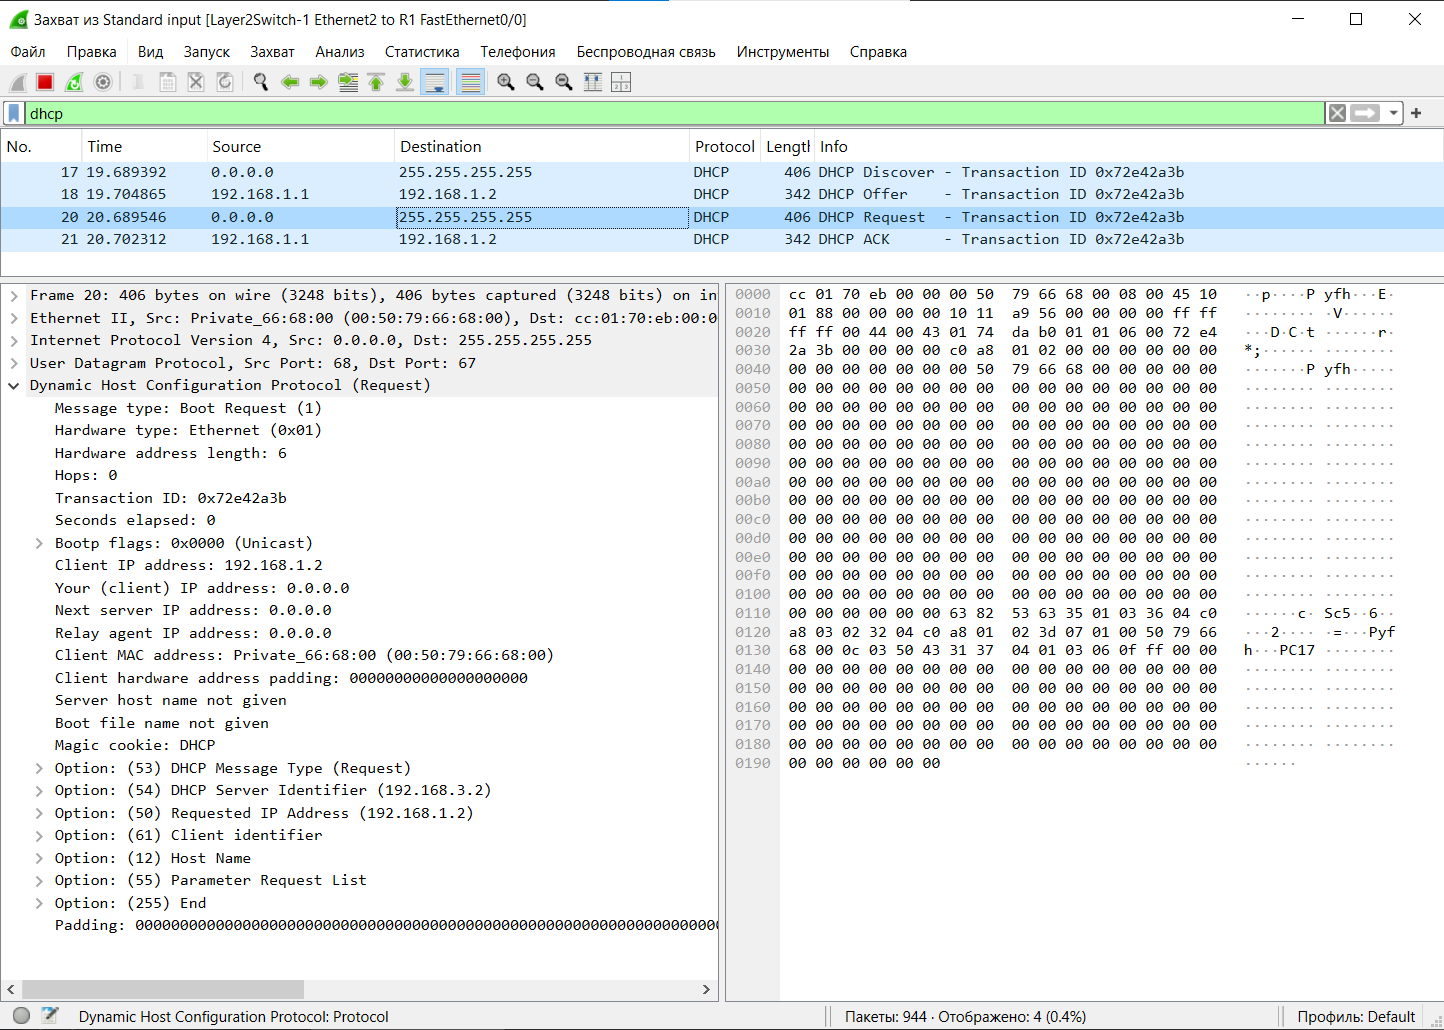 Захват из Standard input [Layer2Switch-1 Ethernet2 to R1 FastEthernet0/0]
Файл Правка Вид Запуск Захват Анализ Статистика Телефония Беспроводная связь Инструменты Справка
dhcp
No. Time Source Destination Protocol Lengtl Info
17 19.689392 0.0.0.0 255.255.255.255 DHCP 406 DHCP Discover - Transaction ID 0x72e42a3b
18 19.704865 192.168.1.1 192.168.1.2 DHCP 342 DHCP Offer - Transaction ID 0x72e42a3b
20 20.689546 0.0.0.0 255.255.255.255 DHCP 406 DHCP Request - Transaction ID 0x72e42a3b
21 20.702312 192.168.1.1 192.168.1.2 DHCP 342 DHCP ACK - Transaction ID 0x72e42a3b
Frame 20: 406 bytes on wire (3248 bits), 406 bytes captured (3248 bits) on in
Ethernet II, Src: Private_66:68:00 (00:50:79:66:68:00), Dst: cc:01:70:eb:00:0
Internet Protocol Version 4, Src: 0.0.0.0, Dst: 255.255.255.255
User Datagram Protocol, Src Port: 68, Dst Port: 67
Dynamic Host Configuration Protocol (Request)
Message type: Boot Request (1)
Hardware type: Ethernet (0x01)
Hardware address length: 6
Hops: 0
Transaction ID: 0x72e42a3b
Seconds elapsed: 0
Bootp flags: 0x0000 (Unicast)
Client IP address: 192.168.1.2
Your (client) IP address: 0.0.0.0
Next server IP address: 0.0.0.0
Relay agent IP address: 0.0.0.0
Client MAC address: Private_66:68:00 (00:50:79:66:68:00)
Client hardware address padding: 00000000000000000000
Server host name not given
Boot file name not given
Magic cookie: DHCP
Option: (53) DHCP Message Type (Request)
Option: (54) DHCP Server Identifier (192.168.3.2)
Option: (50) Requested IP Address (192.168.1.2)
Option: (61) Client identifier
Option: (12) Host Name
Option: (55) Parameter Request List
Option: (255) End
Padding: 00000000000000000000000000000000000000000000000000000000000000000
0000 cc 01 70 eb 00 00 00 50 79 66 68 00 08 00 45 10 ··p····P yfh···E·
0010 01 88 00 00 00 00 10 11 a9 56 00 00 00 00 ff ff ········ ·V······
0020 ff ff 00 44 00 43 01 74 da b0 01 01 06 00 72 e4 ···D·C·t ······r·
0030 2a 3b 00 00 00 00 c0 a8 01 02 00 00 00 00 00 00 *;······ ········
0040 00 00 00 00 00 00 00 50 79 66 68 00 00 00 00 00 ·······P yfh·····
0050 00 00 00 00 00 00 00 00 00 00 00 00 00 00 00 00 ········ ········
0060 00 00 00 00 00 00 00 00 00 00 00 00 00 00 00 00 ········ ········
0070 00 00 00 00 00 00 00 00 00 00 00 00 00 00 00 00 ········ ········
0080 00 00 00 00 00 00 00 00 00 00 00 00 00 00 00 00 ········ ········
0090 00 00 00 00 00 00 00 00 00 00 00 00 00 00 00 00 ········ ········
00a0 00 00 00 00 00 00 00 00 00 00 00 00 00 00 00 00 ········ ········
00b0 00 00 00 00 00 00 00 00 00 00 00 00 00 00 00 00 ········ ········
00c0 00 00 00 00 00 00 00 00 00 00 00 00 00 00 00 00 ········ ········
00d0 00 00 00 00 00 00 00 00 00 00 00 00 00 00 00 00 ········ ········
00e0 00 00 00 00 00 00 00 00 00 00 00 00 00 00 00 00 ········ ········
00f0 00 00 00 00 00 00 00 00 00 00 00 00 00 00 00 00 ········ ········
0100 00 00 00 00 00 00 00 00 00 00 00 00 00 00 00 00 ········ ········
0110 00 00 00 00 00 00 63 82 53 63 35 01 03 36 04 c0 ······c· Sc5··6··
0120 a8 03 02 32 04 c0 a8 01 02 3d 07 01 00 50 79 66 ···2···· ·=···Pyf
0130 68 00 0c 03 50 43 31 37 04 01 03 06 0f ff 00 00 h···PC17 ········
0140 00 00 00 00 00 00 00 00 00 00 00 00 00 00 00 00 ········ ········
0150 00 00 00 00 00 00 00 00 00 00 00 00 00 00 00 00 ········ ········
0160 00 00 00 00 00 00 00 00 00 00 00 00 00 00 00 00 ········ ········
0170 00 00 00 00 00 00 00 00 00 00 00 00 00 00 00 00 ········ ········
0180 00 00 00 00 00 00 00 00 00 00 00 00 00 00 00 00 ········ ········
0190 00 00 00 00 00 00 ······
Dynamic Host Configuration Protocol: Protocol Пакеты: 944 · Отображено: 4 (0.4%) Профиль: Default